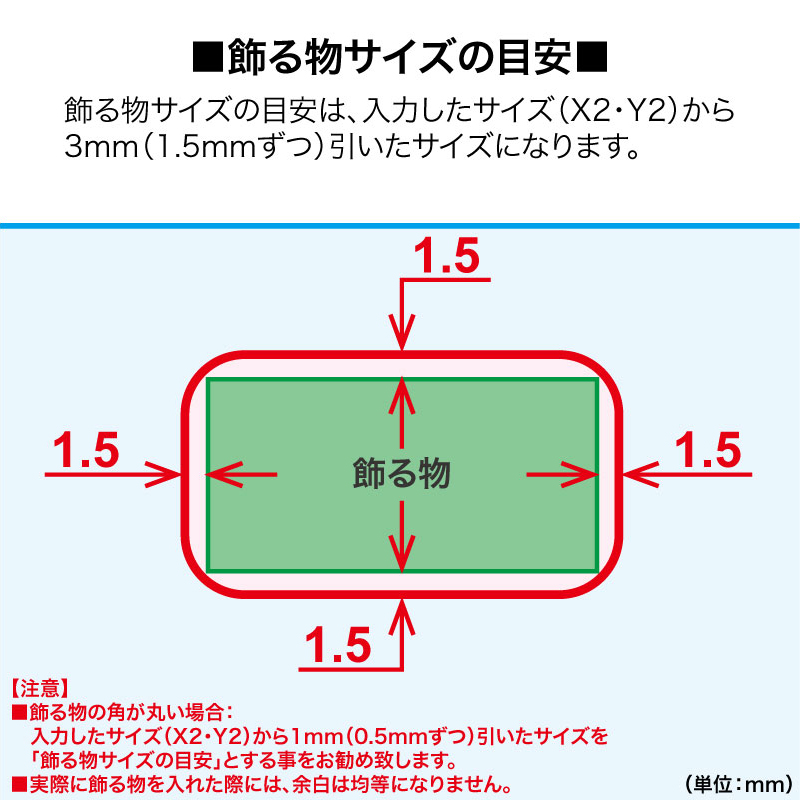 ■飾る物サイズの目安■
飾る物サイズの目安は、入力したサイズ(X2・Y2)から
3mm(1.5mmずつ)引いたサイズになります。
1.5
1.5
飾る物
1.5
1.5
【注意】
■飾る物の角が丸い場合：
入力したサイズ(X2・Y2)から1mm(0.5mmずつ)引いたサイズを
「飾る物サイズの目安」とする事をお勧め致します。
■実際に飾る物を入れた際には、余白は均等になりません。
(単位：mm)